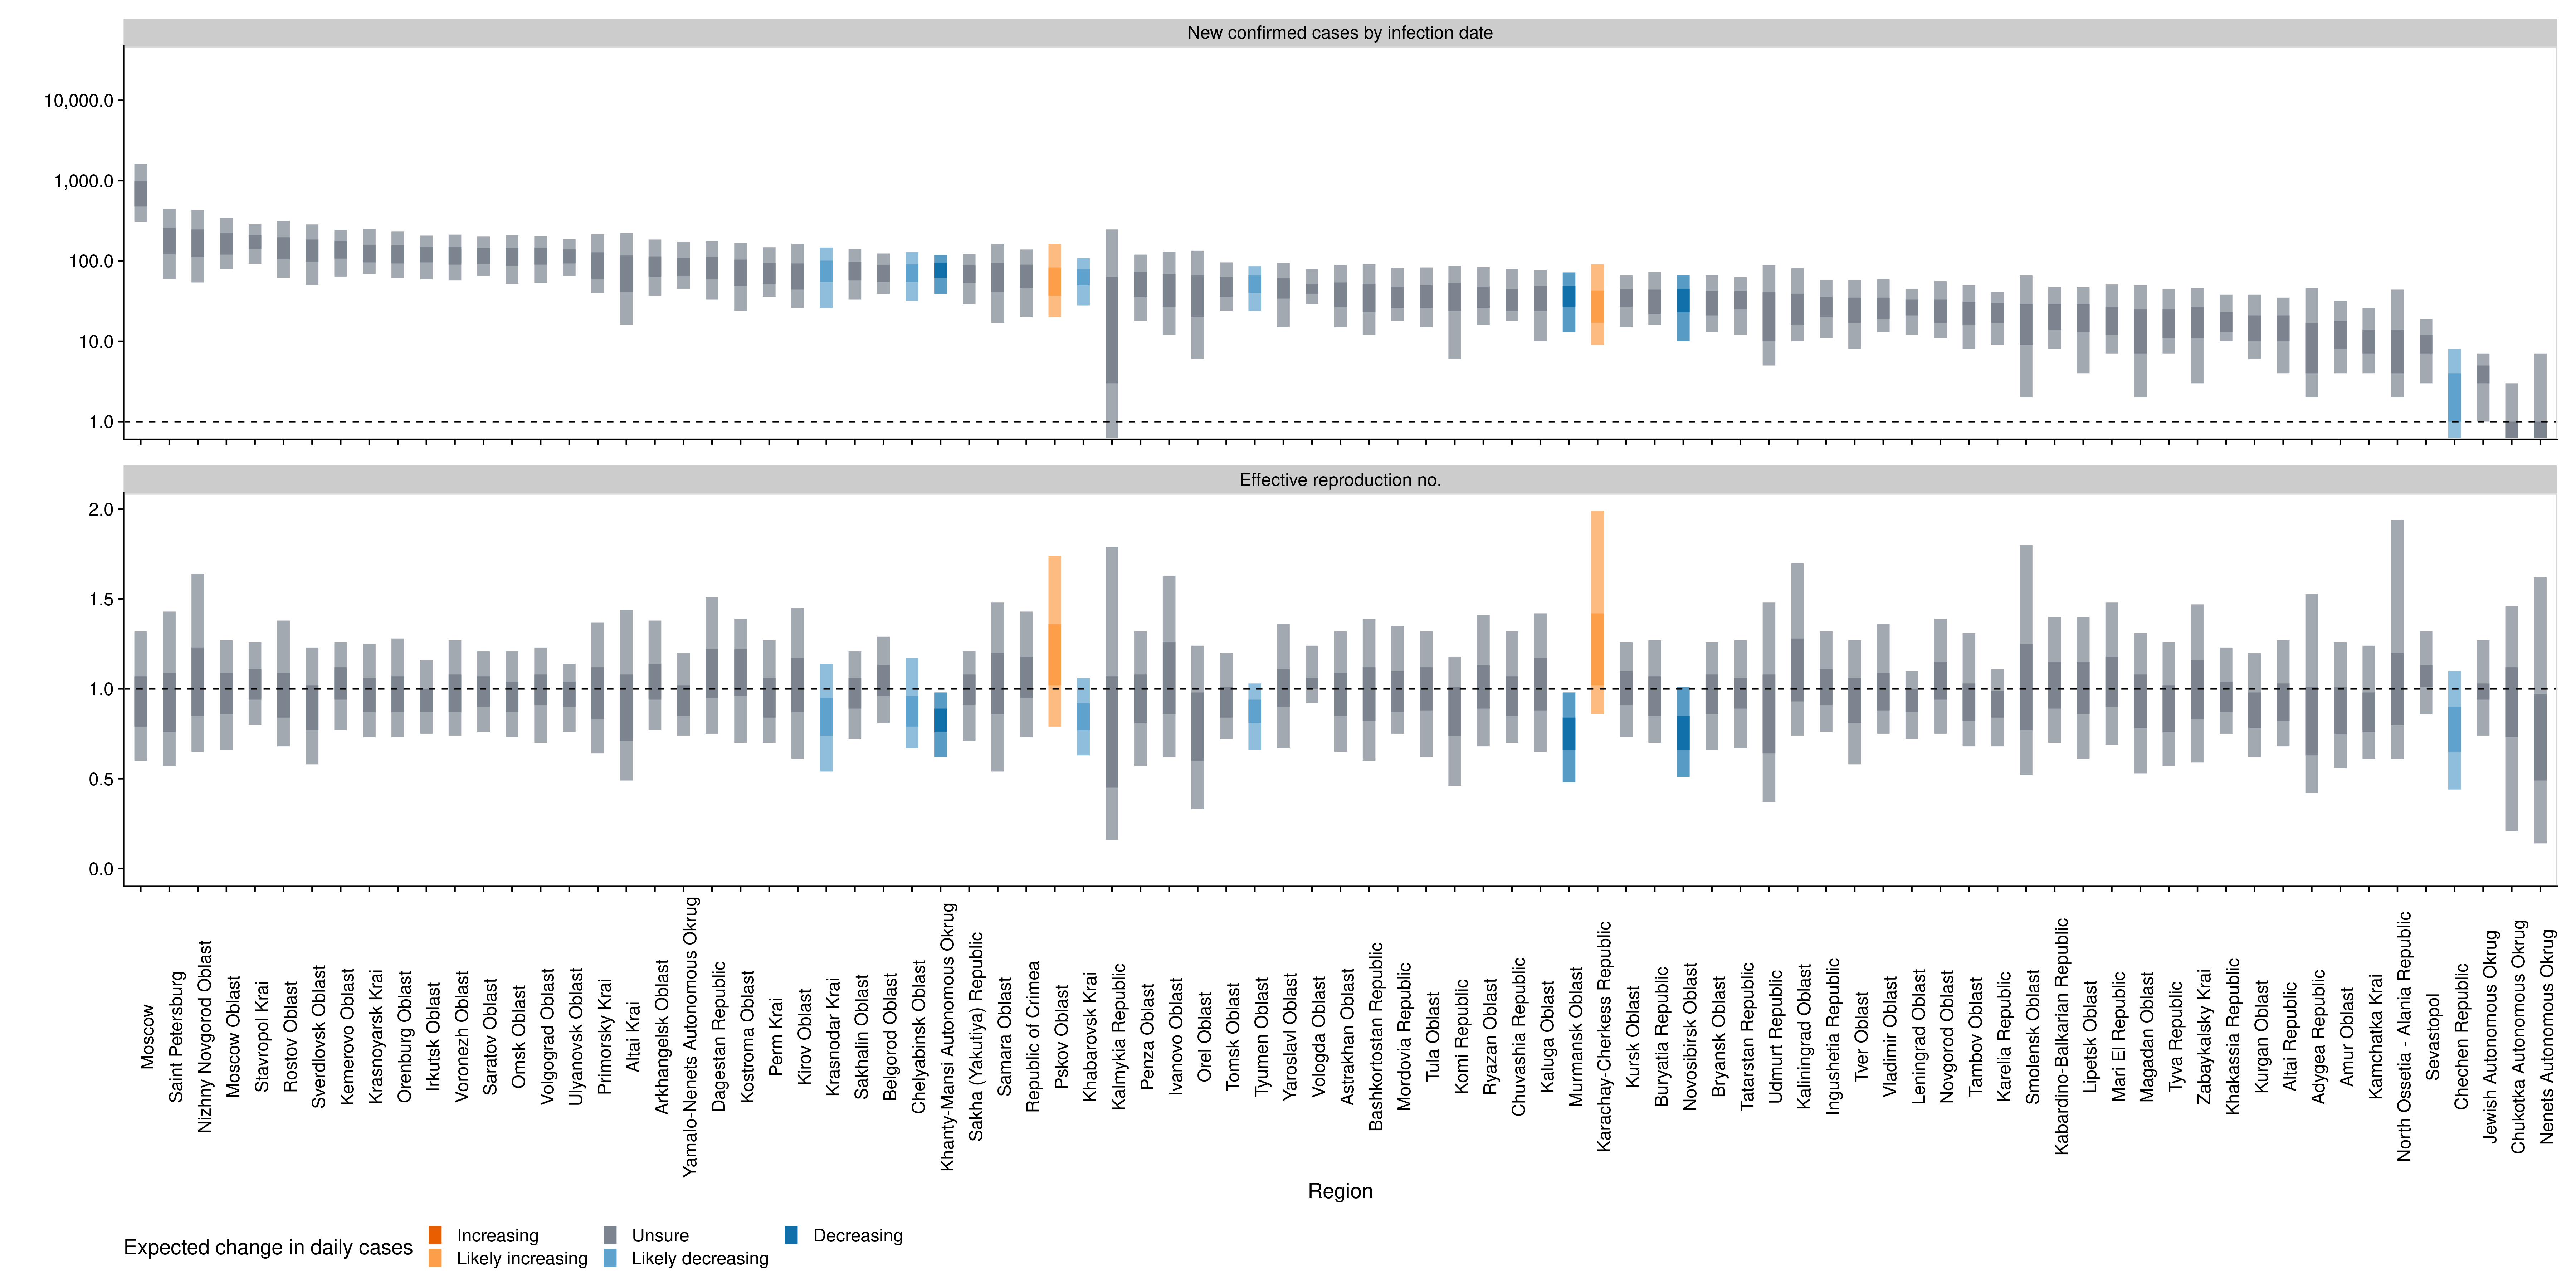 New confirmed cases by infection date
10,000.0
1,000.0
100.0
10.0
1.0
Effective reproduction no.
2.0
1.5
1.0
0.5
0.0
Moscow
Saint Petersburg
Nizhny Novgorod Oblast
Moscow Oblast
Stavropol Krai
Rostov Oblast
Sverdlovsk Oblast
Kemerovo Oblast
Krasnoyarsk Krai
Orenburg Oblast
Irkutsk Oblast
Voronezh Oblast
Saratov Oblast
Omsk Oblast
Volgograd Oblast
Ulyanovsk Oblast
Primorsky Krai
Altai Krai
Arkhangelsk Oblast
Yamalo-Nenets Autonomous Okrug
Dagestan Republic
Kostroma Oblast
Perm Krai
Kirov Oblast
Krasnodar Krai
Sakhalin Oblast
Belgorod Oblast
Chelyabinsk Oblast
Khanty-Mansi Autonomous Okrug
Sakha (Yakutiya) Republic
Samara Oblast
Republic of Crimea
Pskov Oblast
Khabarovsk Krai
Kalmykia Republic
Penza Oblast
Ivanovo Oblast
Orel Oblast
Tomsk Oblast
Tyumen Oblast
Yaroslavl Oblast
Vologda Oblast
Astrakhan Oblast
Bashkortostan Republic
Mordovia Republic
Tula Oblast
Komi Republic
Ryazan Oblast
Chuvashia Republic
Kaluga Oblast
Murmansk Oblast
Karachay-Cherkess Republic
Kursk Oblast
Buryatia Republic
Novosibirsk Oblast
Bryansk Oblast
Tatarstan Republic
Udmurt Republic
Kaliningrad Oblast
Ingushetia Republic
Tver Oblast
Vladimir Oblast
Leningrad Oblast
Novgorod Oblast
Tambov Oblast
Karelia Republic
Smolensk Oblast
Kabardino-Balkarian Republic
Lipetsk Oblast
Mari El Republic
Magadan Oblast
Tyva Republic
Zabaykalsky Krai
Khakassia Republic
Kurgan Oblast
Altai Republic
Adygea Republic
Amur Oblast
Kamchatka Krai
North Ossetia - Alania Republic
Sevastopol
Chechen Republic
Jewish Autonomous Okrug
Chukotka Autonomous Okrug
Nenets Autonomous Okrug
Region
Expected change in daily cases
Increasing
Likely increasing
Unsure
Likely decreasing
Decreasing